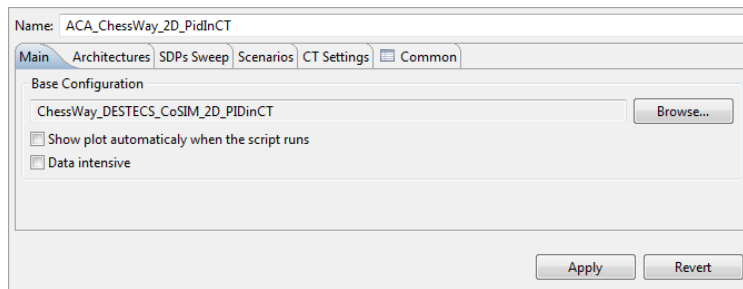 Name: ACA_ChessWay_2D_PidInCT
Main Architectures SDPs Sweep Scenarios CT Settings Common
Base Configuration
ChessWay_DESTECS_CoSIM_2D_PIDinCT Browse...
Show plot automaticaly when the script runs
Data intensive
Apply Revert